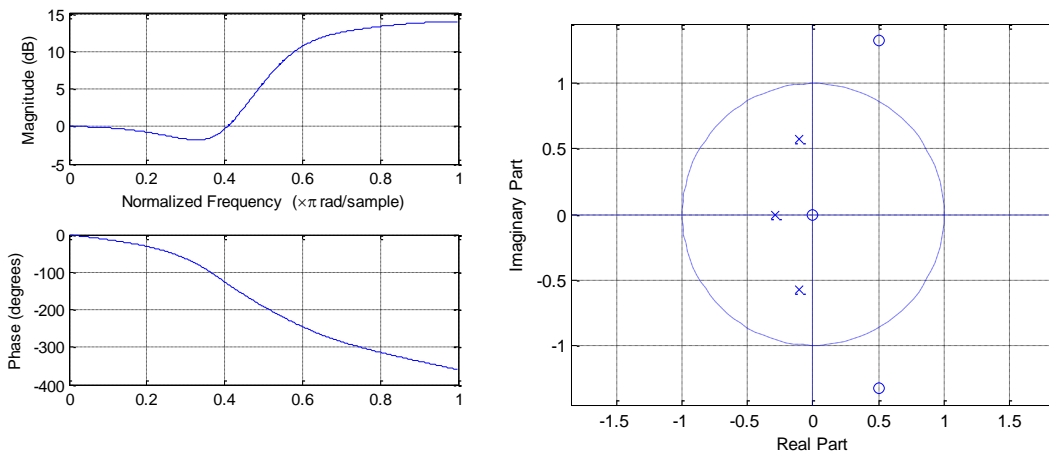 Magnitude (dB)
15
10
5
0
-5
0 0.2 0.4 0.6 0.8 1
Normalized Frequency (×π rad/sample)
Phase (degrees)
0
-100
-200
-300
-400
0 0.2 0.4 0.6 0.8 1
Imaginary Part
1
0.5
0
-0.5
-1
-1.5 -1 -0.5 0 0.5 1 1.5
Real Part